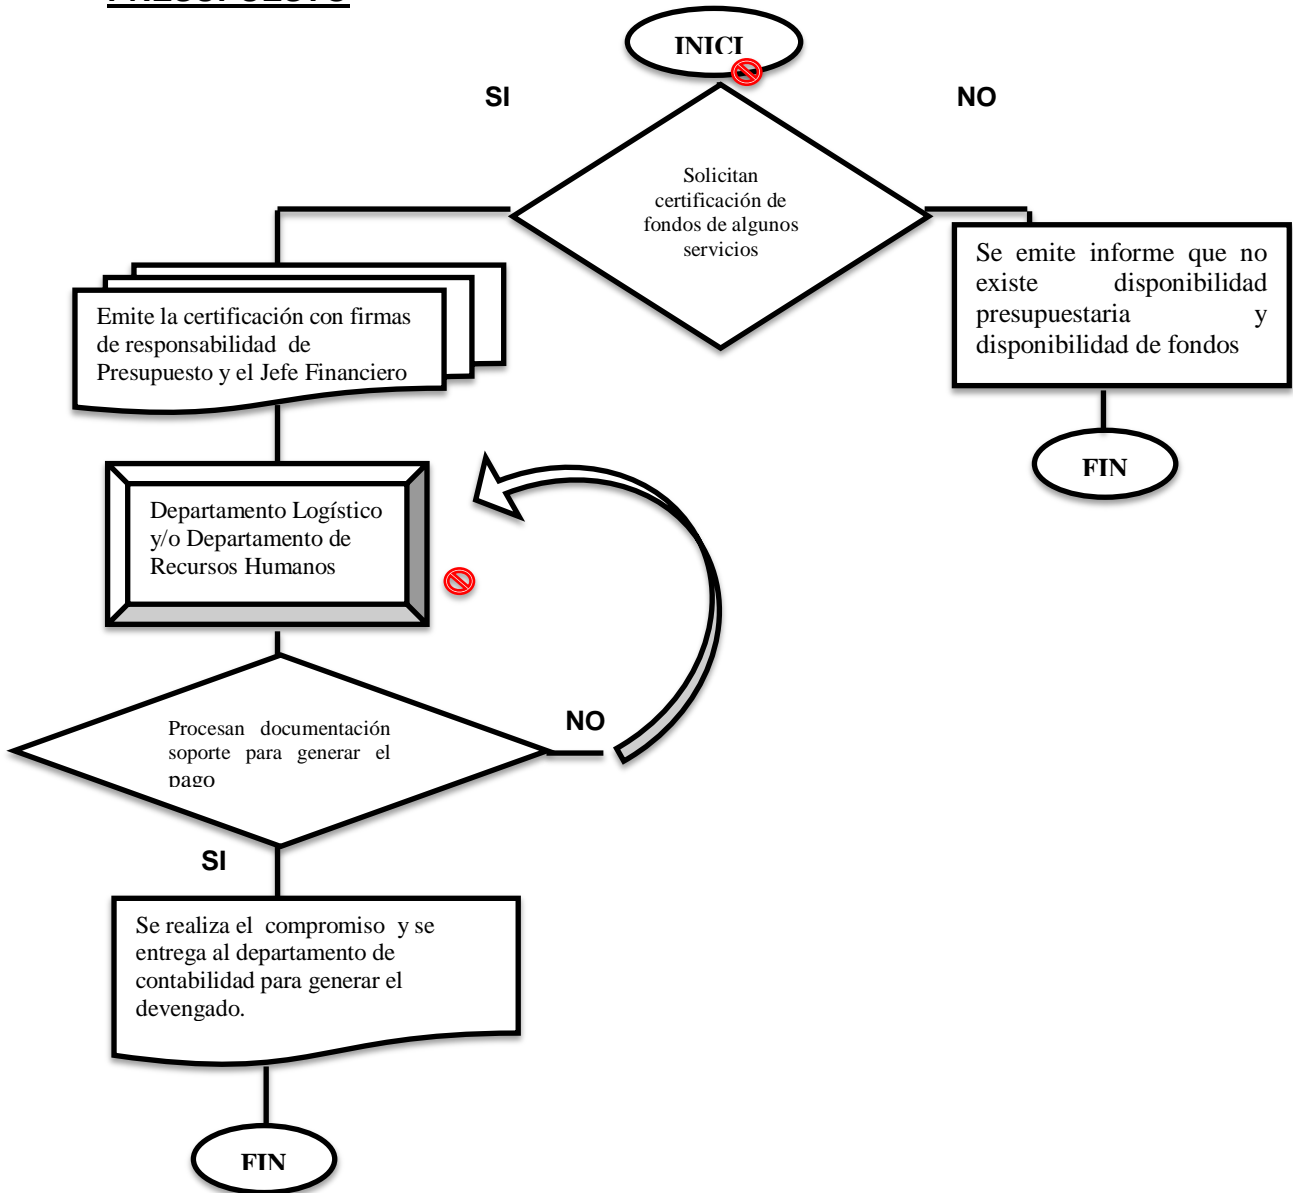 PRESUPUESTO
INICI
SI
NO
Solicitan
certificación de
fondos de algunos
servicios
Se emite informe que no
existe disponibilidad
presupuestaria y
disponibilidad de fondos
Emite la certificación con firmas
de responsabilidad de
Presupuesto y el Jefe Financiero
FIN
Departamento Logístico
y/o Departamento de
Recursos Humanos
Procesan documentación
soporte para generar el
pago
NO
SI
Se realiza el compromiso y se
entrega al departamento de
contabilidad para generar el
devengado.
FIN